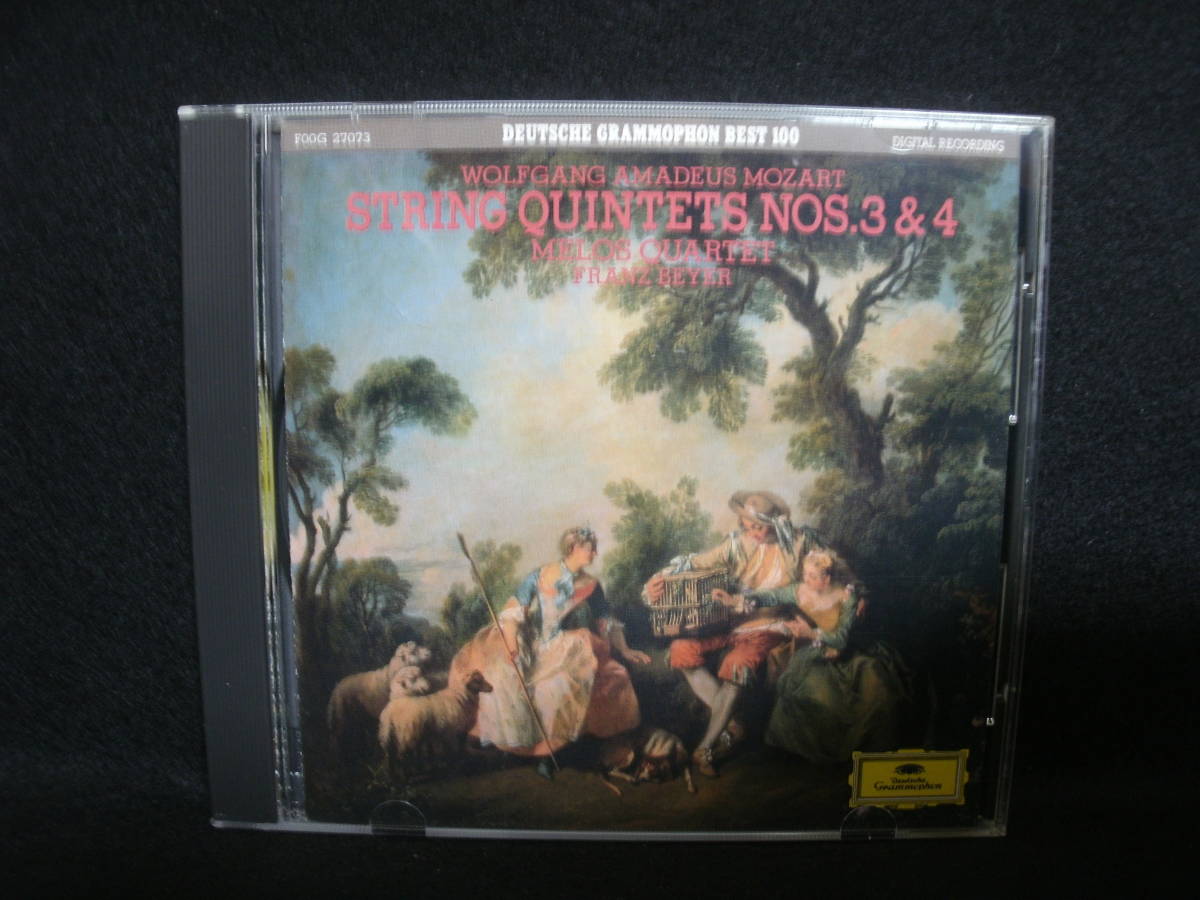 F00G 27073 DEUTSCHE GRAMMOPHON BEST 100 DIGITAL RECORDING
WOLFGANG AMADEUS MOZART
STRING QUINTETS NOS.3 & 4
MELOS QUARTET
FRANZ BEYER
Deutsche
Grammophon